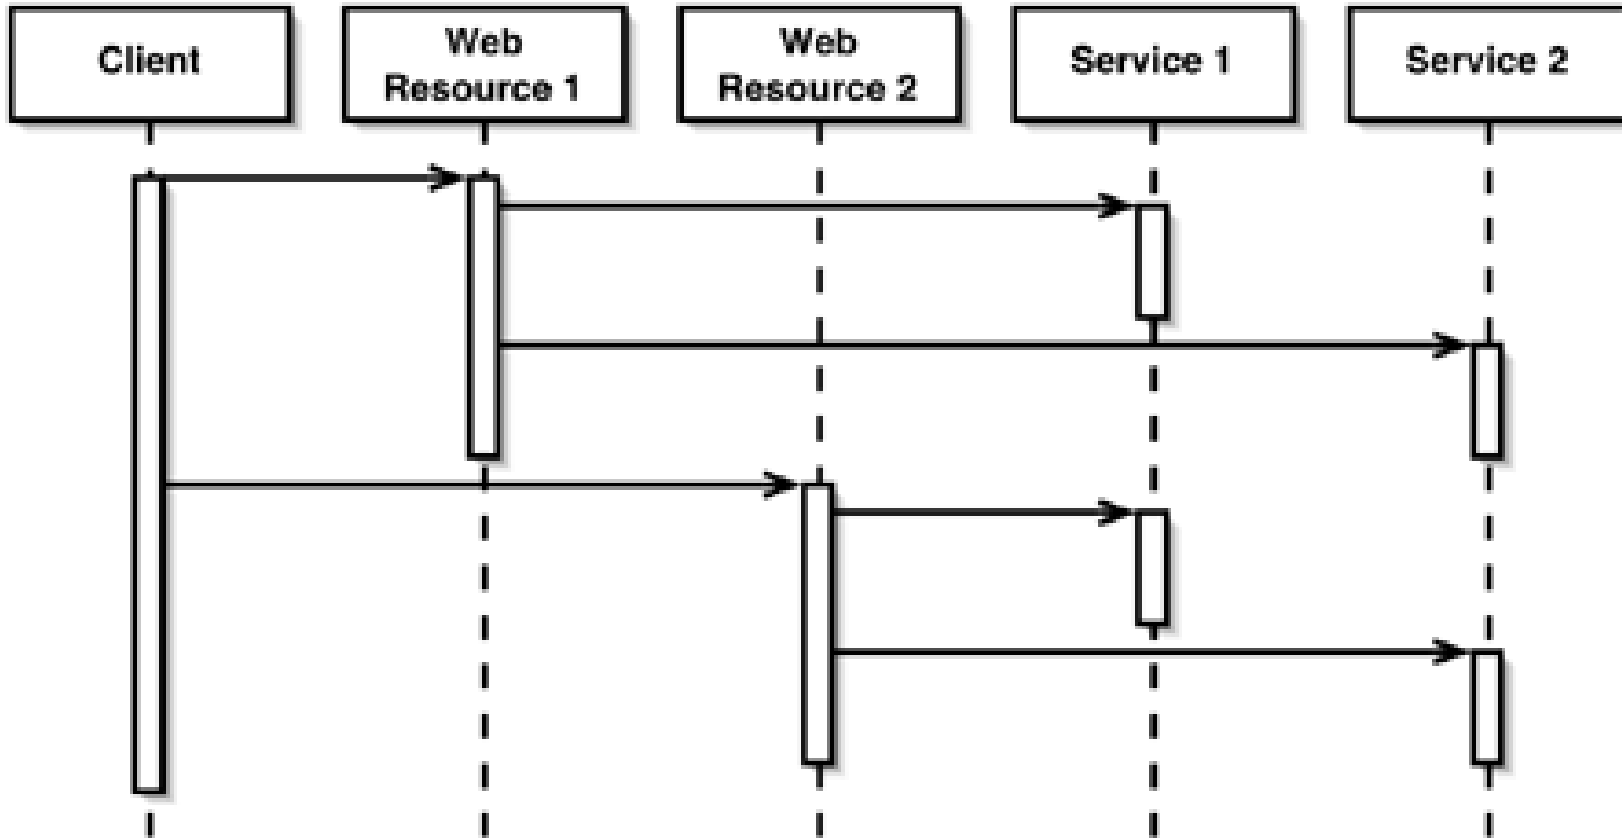 Client
Web
Resource 1
Web
Resource 2
Service 1
Service 2